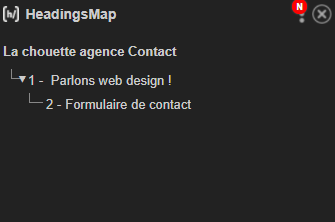 HeadingsMap
N
La chouette agence Contact
1 - Parlons web design !
2 - Formulaire de contact